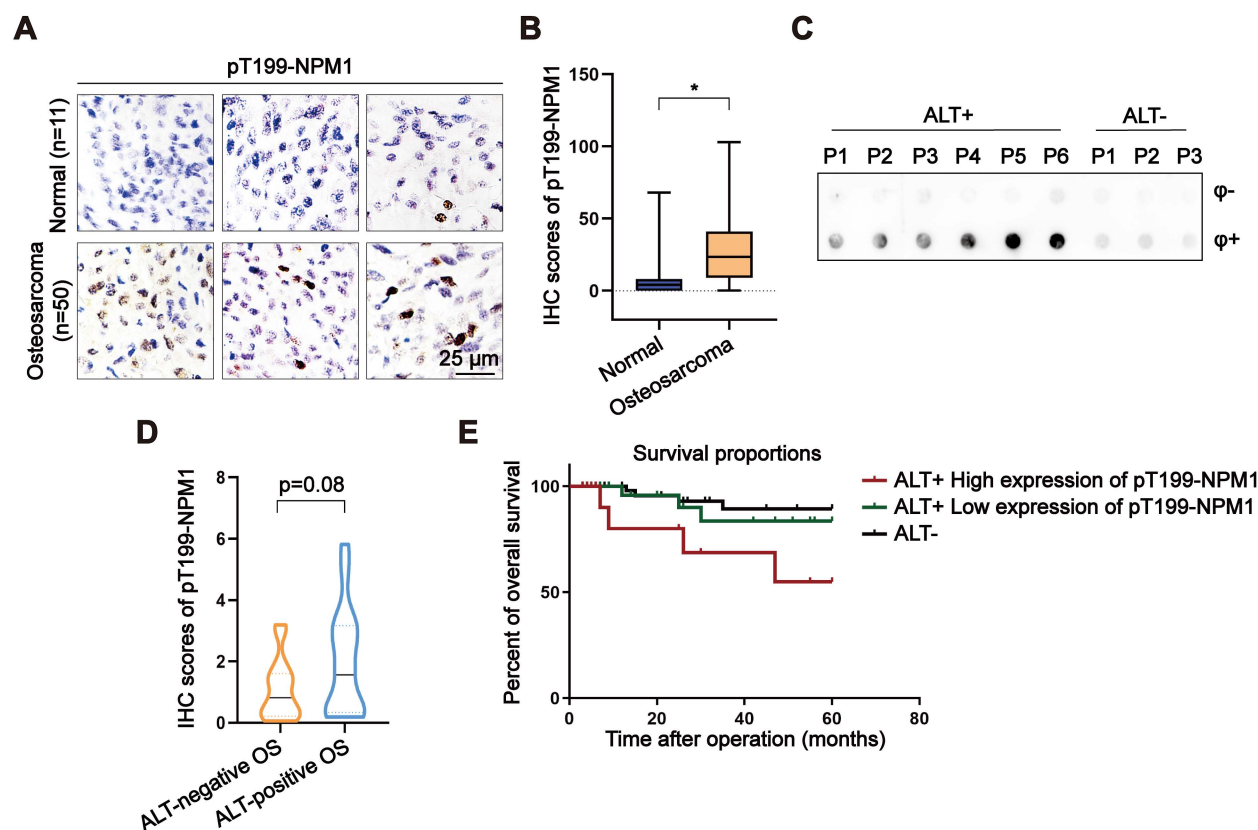 A
pT199-NPM1
Normal (n=11)
Osteosarcoma
(n=50)
25 µm
B
IHC scores of pT199-NPM1
150
100
50
0
*
Normal
Osteosarcoma
C
ALT+ ALT-
P1 P2 P3 P4 P5 P6 P1 P2 P3
φ-
φ+
D
IHC scores of pT199-NPM1
8
6
4
2
0
p=0.08
ALT-negative OS
ALT-positive OS
E
Survival proportions
Percent of overall survival
100
50
0
0 20 40 60 80
Time after operation (months)
ALT+ High expression of pT199-NPM1
ALT+ Low expression of pT199-NPM1
ALT-